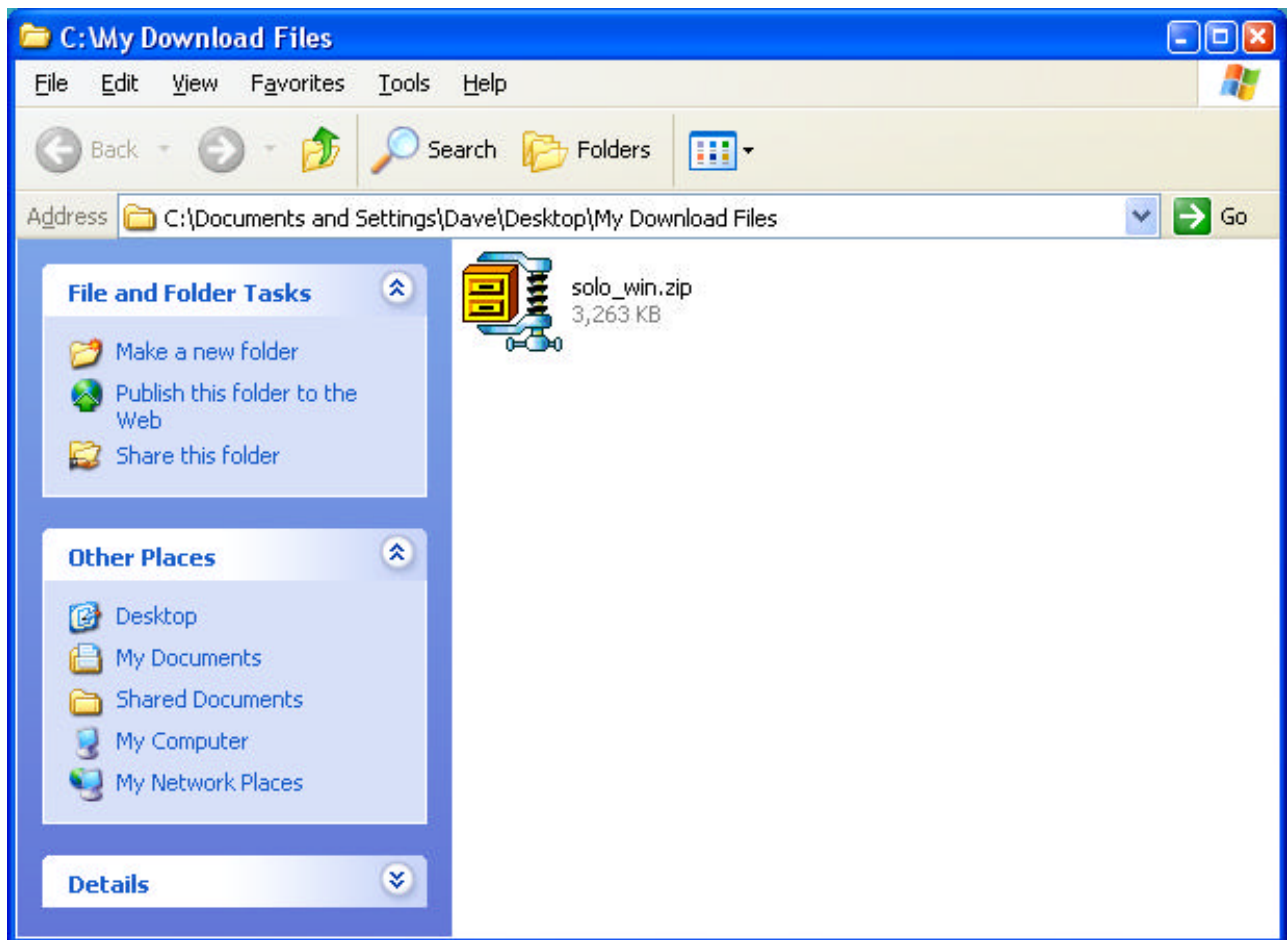 C:\My Download Files
File Edit View Favorites Tools Help
Back Search Folders
Address C:\Documents and Settings\Dave\Desktop\My Download Files Go
File and Folder Tasks
Make a new folder
Publish this folder to the
Web
Share this folder
Other Places
Desktop
My Documents
Shared Documents
My Computer
My Network Places
Details
solo_win.zip
3,263 KB